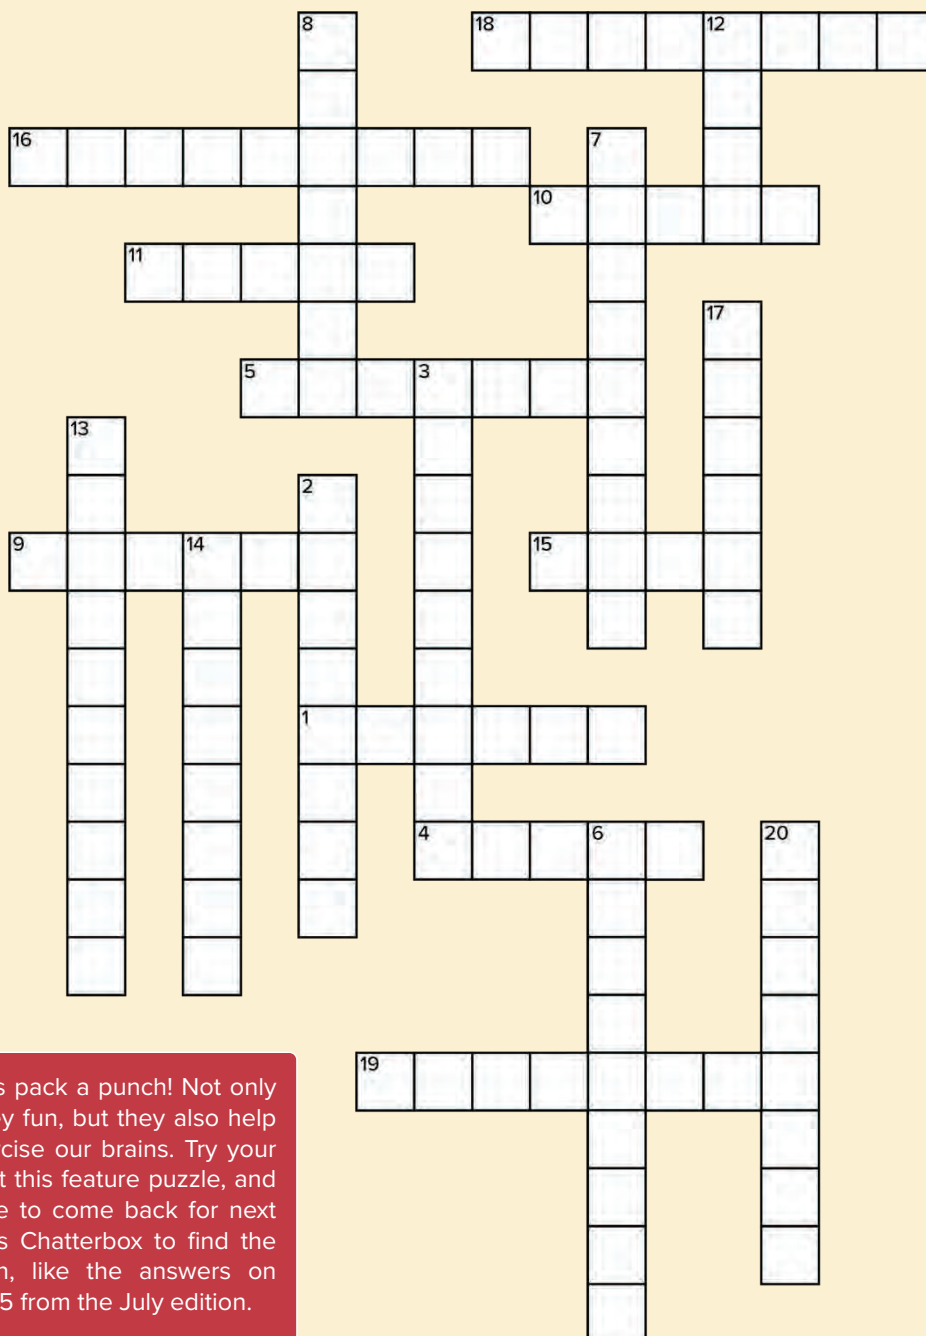 8
18
12
16
7
10
11
17
5
3
13
2
9
14
15
1
4
6
20
19
s pack a punch! Not only
ey fun, but they also help
cise our brains. Try your
t this feature puzzle, and
e to come back for next
s Chatterbox to find the
n, like the answers on
5 from the July edition.